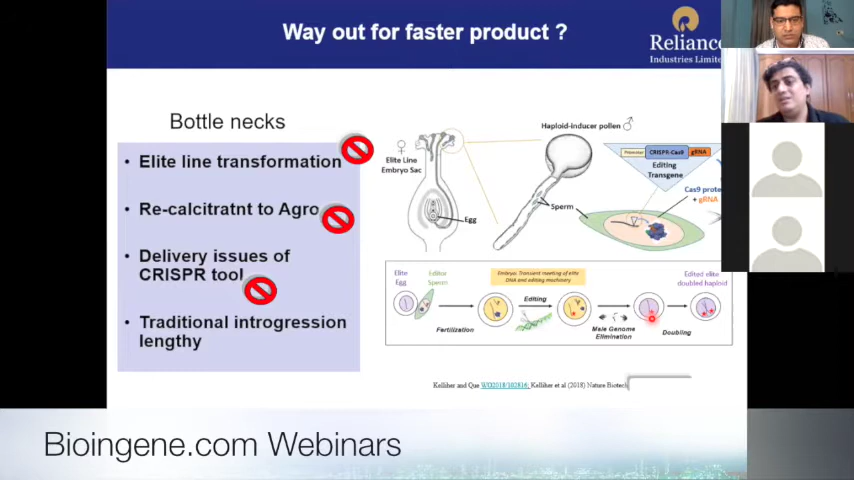 Way out for faster product ?
Reliance
Industries Limite
Bottle necks
• Elite line transformation
• Re-calcitratnt to Agro
• Delivery issues of
CRISPR tool
• Traditional introgression
lengthy
Haploid-inducer pollen ♂
♀
Elite Line
Embryo Sac
Egg
Sperm
Promoter CRISPR-Cas9 gRNA
Editing
Transgene
Cas9 prote
+ gRNA
Elite
Egg
Editor
Sperm
Embryo: Transient meeting of elite
DNA and editing machinery
Edited elite
doubled haploid
Editing
Fertilization
Male Genome
Elimination
Doubling
Kelliher and Que WO2018/102816; Kelliher et al (2018) Nature Biotech
Bioingene.com Webinars